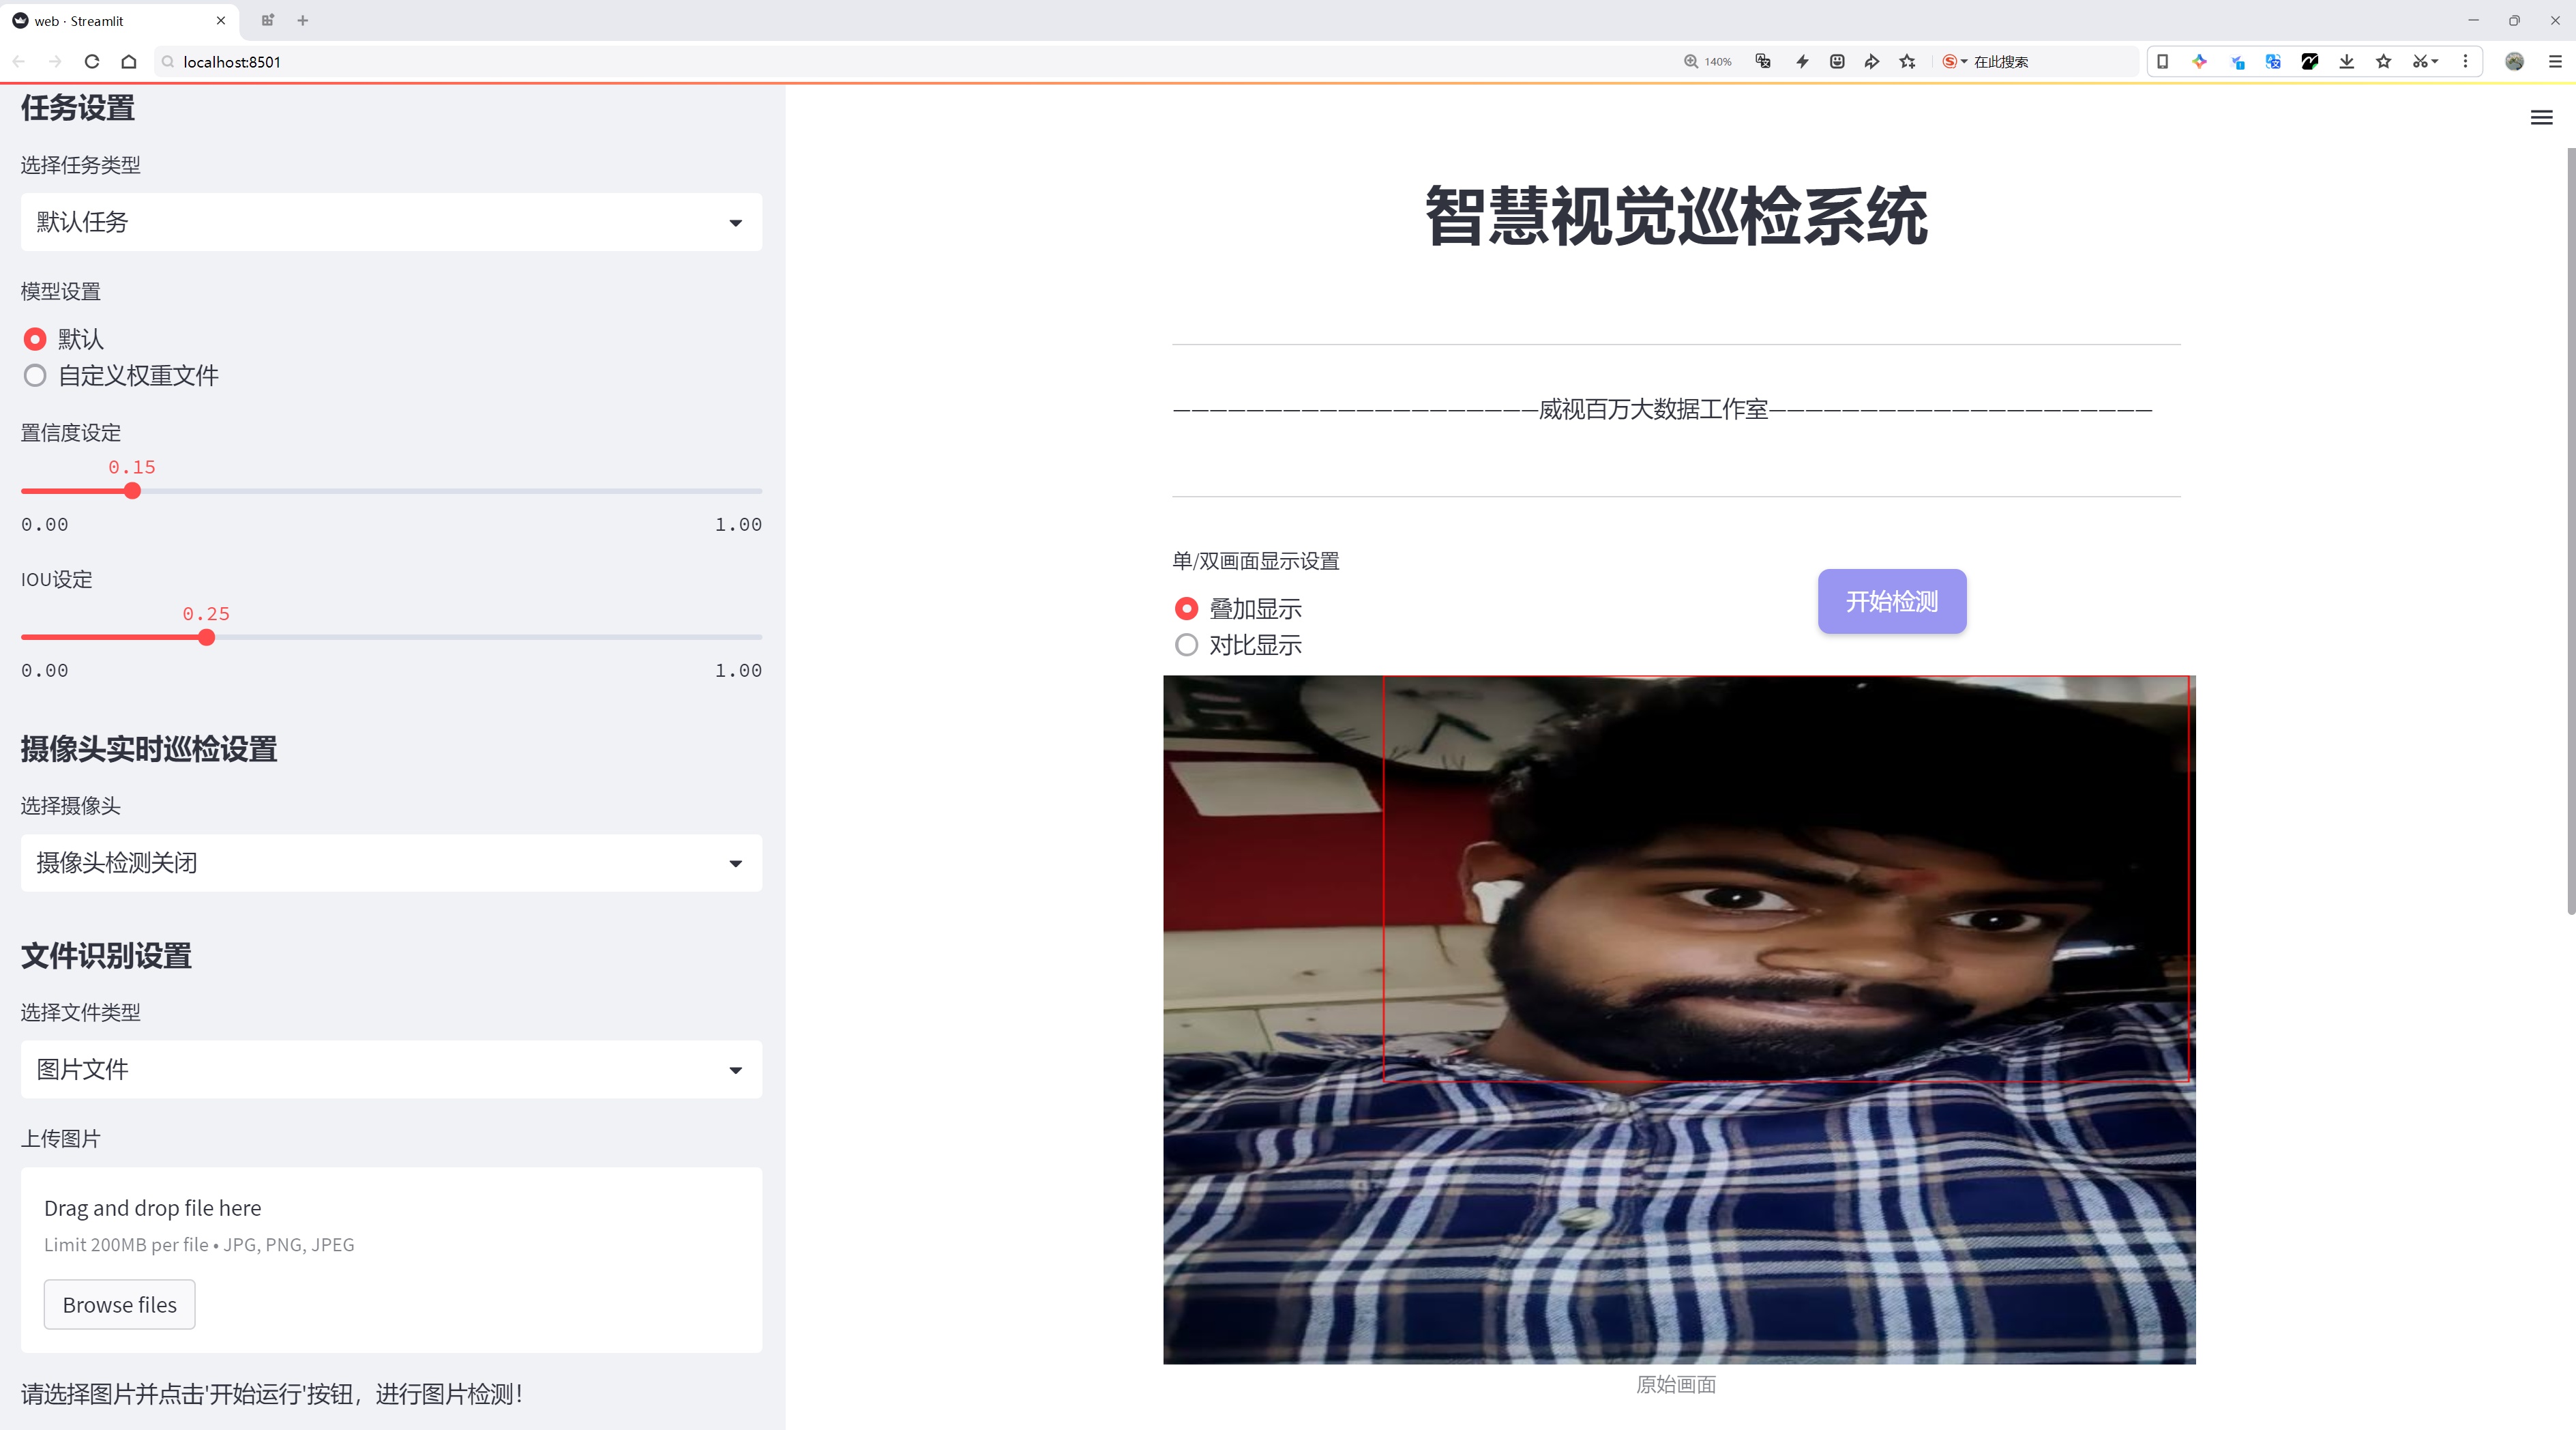 web · Streamlit
localhost:8501
140%
在此搜索
任务设置
选择任务类型
默认任务
模型设置
默认
自定义权重文件
置信度设定
0.15
0.00
1.00
IOU设定
0.25
0.00
1.00
摄像头实时巡检设置
选择摄像头
摄像头检测关闭
文件识别设置
选择文件类型
图片文件
上传图片
Drag and drop file here
Limit 200MB per file • JPG, PNG, JPEG
Browse files
请选择图片并点击'开始运行'按钮，进行图片检测！
智慧视觉巡检系统
————————————————————威视百万大数据工作室—————————————————————
单/双画面显示设置
叠加显示
对比显示
开始检测
原始画面